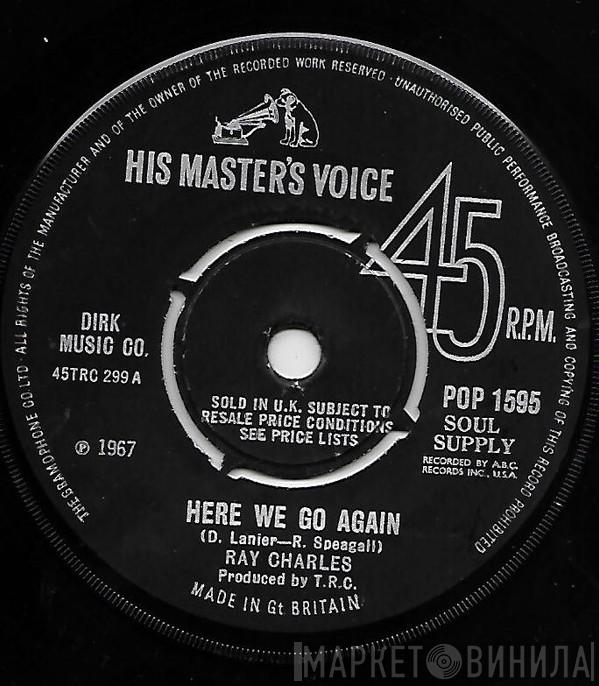 THE GRAMOPHONE CO. LTD. ALL RIGHTS OF THE MANUFACTURER AND OF THE OWNER OF THE RECORDED WORK RESERVED · UNAUTHORISED PUBLIC PERFORMANCE BROADCASTING AND COPYING OF THIS RECORD PROHIBITED
HIS MASTER'S VOICE
45 R.P.M.
DIRK
MUSIC CO.
45TRC 299 A
℗ 1967
SOLD IN U.K. SUBJECT TO
RESALE PRICE CONDITIONS
SEE PRICE LISTS
POP 1595
SOUL
SUPPLY
RECORDED BY A.B.C.
RECORDS INC., U.S.A.
HERE WE GO AGAIN
(D. Lanier—R. Speagall)
RAY CHARLES
Produced by T.R.C.
MADE IN Gt. BRITAIN
МАРКЕТ ВИНИЛА